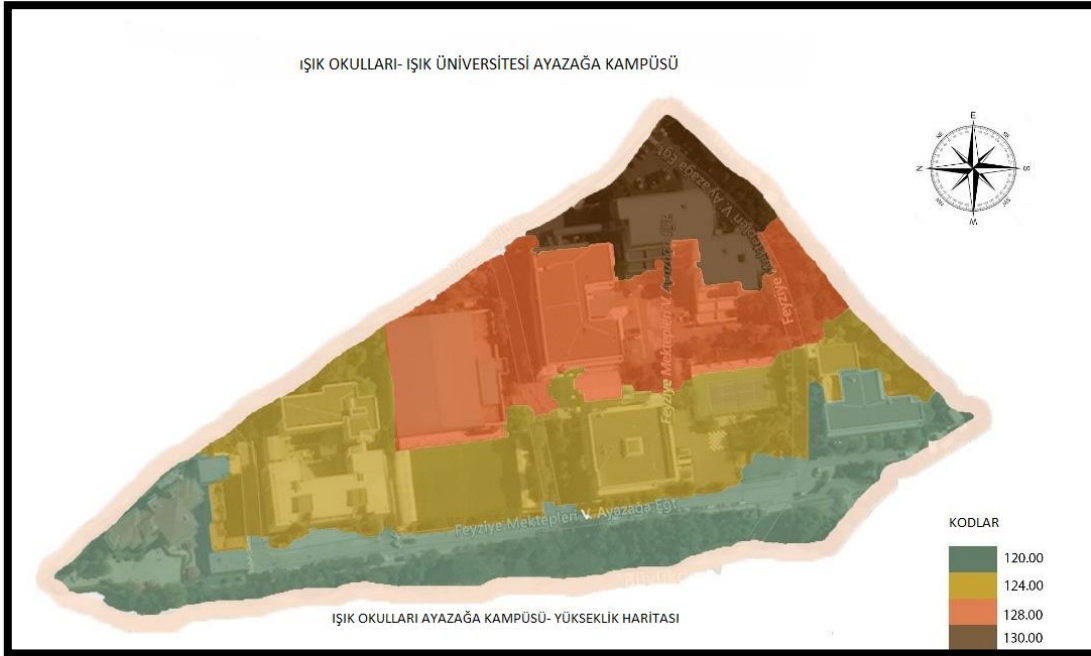 IŞIK OKULLARI- IŞIK ÜNİVERSİTESİ AYAZAĞA KAMPÜSÜ
E
N
S
W
Feyziye Mektepleri V. Ayazağa Eğt.
Feyziye Mektepleri V. Ayazağa Eğt.
Feyziye
Feyziye Mektepleri V. Ayazağa Eğt.
KODLAR
120.00
124.00
128.00
130.00
IŞIK OKULLARI AYAZAĞA KAMPÜSÜ- YÜKSEKLİK HARİTASI